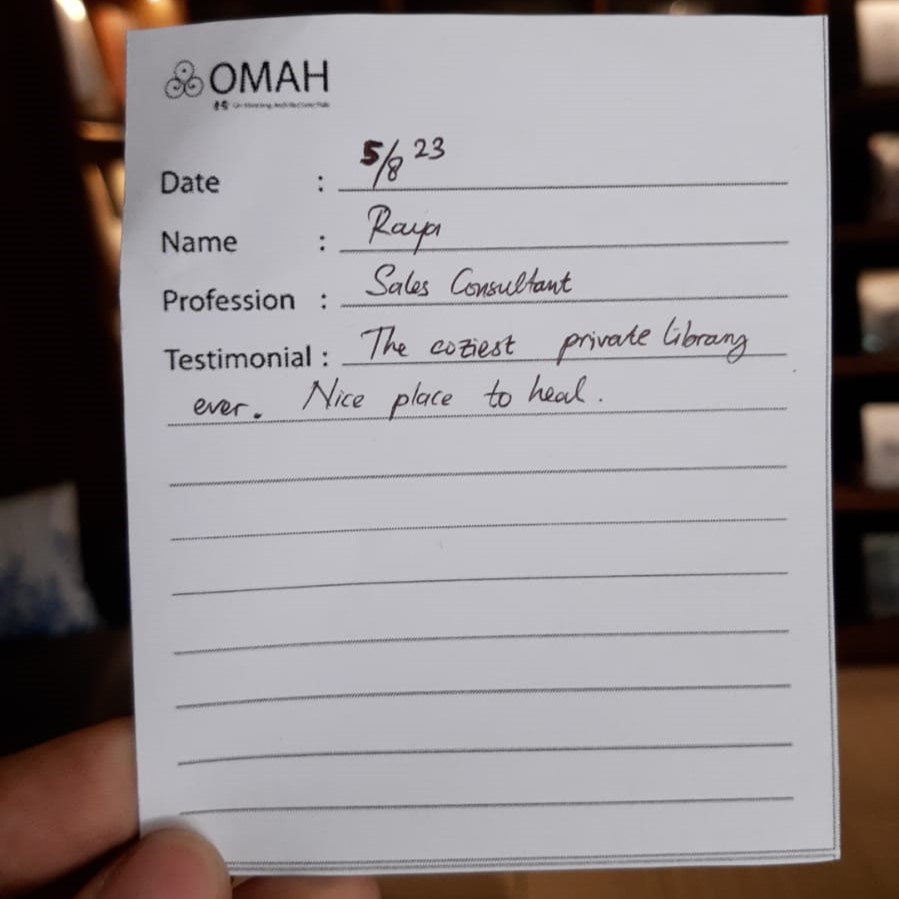 OMAH
Date : 5/8 23
Name : Raya
Profession : Sales Consultant
Testimonial : The coziest private library
ever. Nice place to heal.